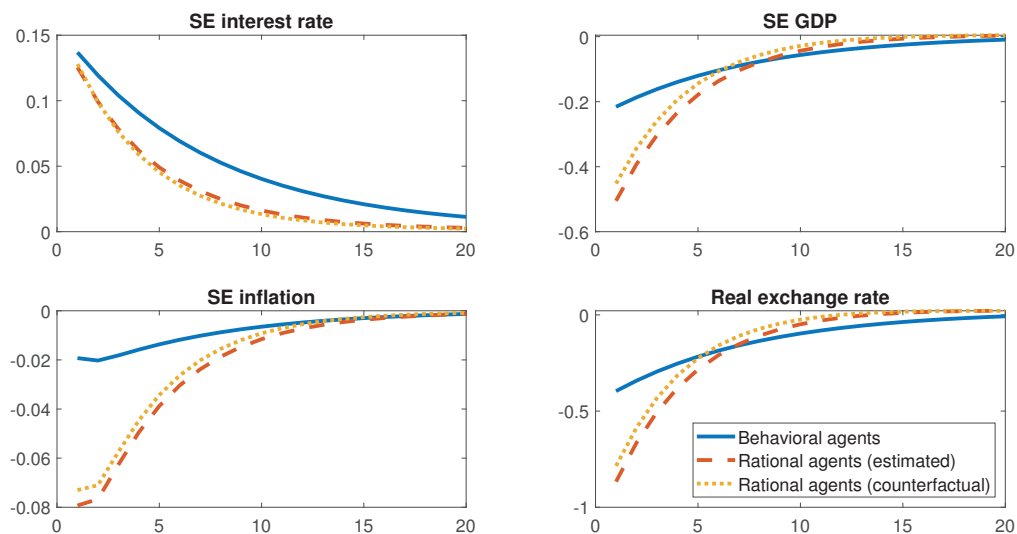 SE interest rate
0.15
0.1
0.05
0
0 5 10 15 20
SE GDP
0
-0.2
-0.4
-0.6
0 5 10 15 20
SE inflation
0
-0.02
-0.04
-0.06
-0.08
0 5 10 15 20
Real exchange rate
0
-0.5
-1
0 5 10 15 20
Behavioral agents
Rational agents (estimated)
Rational agents (counterfactual)